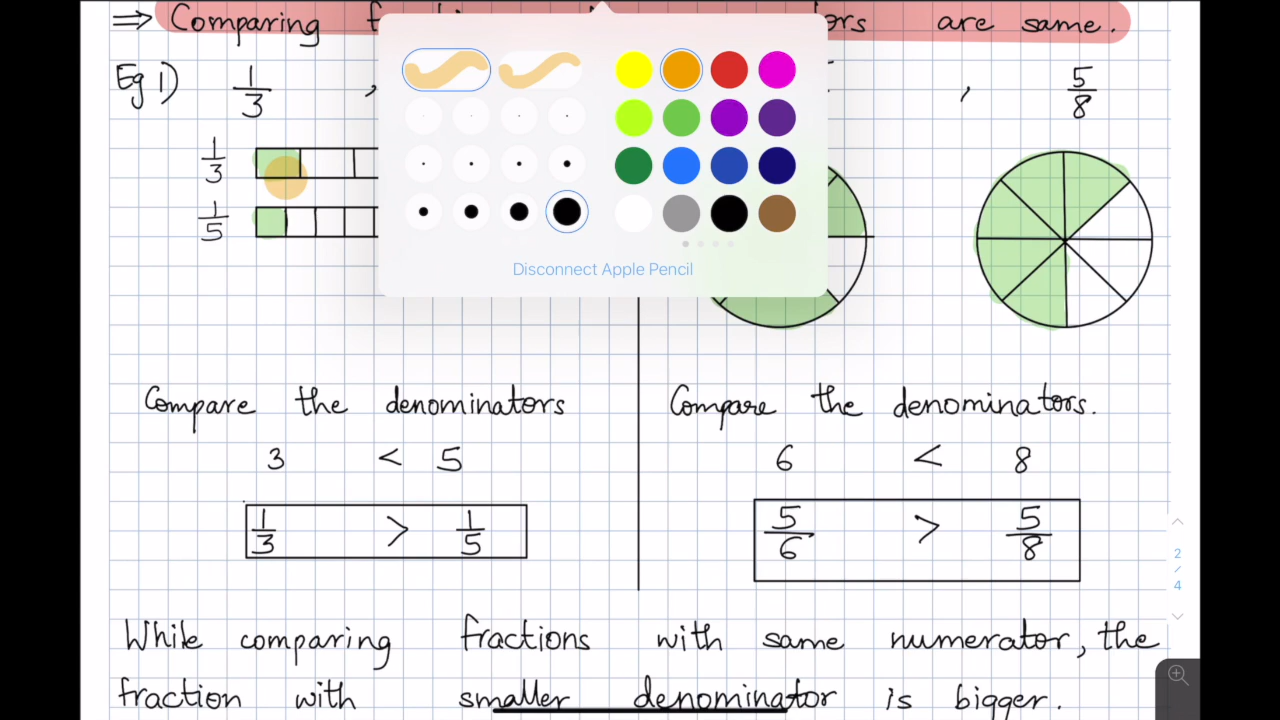 ⇒ Comparing are same.
Eg 1) 1/3 , , 5/8
1/3
1/5
Disconnect Apple Pencil
Compare the denominators
3 < 5
1/3 > 1/5
Compare the denominators.
6 < 8
5/6 > 5/8
2
/
4
While comparing fractions with same numerator, the
fraction with smaller denominator is bigger.